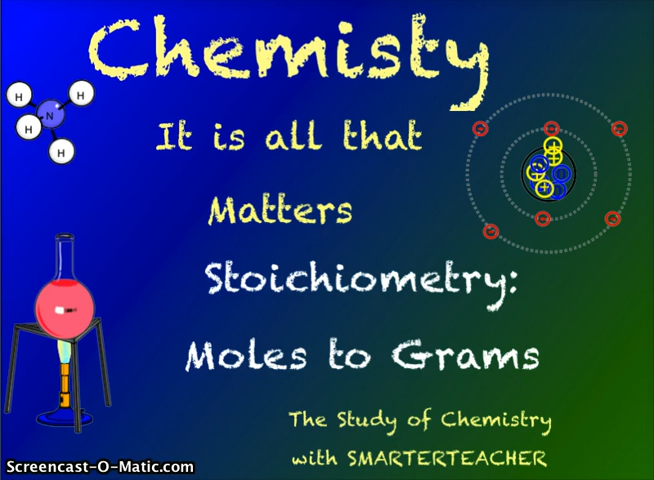 Chemisty
It is all that
Matters
Stoichiometry:
Moles to Grams
The Study of Chemistry
with SMARTERTEACHER
H
H
N
H
H
Screencast-O-Matic.com